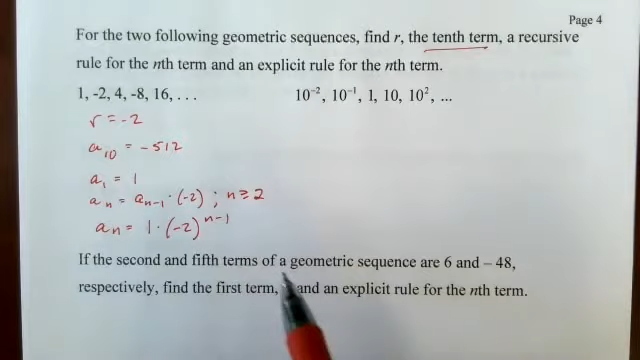 Page 4
For the two following geometric sequences, find r, the tenth term, a recursive
rule for the nth term and an explicit rule for the nth term.
1, -2, 4, -8, 16, . . .    10⁻², 10⁻¹, 1, 10, 10², ...
r = -2
a₁₀ = -512
a₁ = 1
aₙ = aₙ₋₁ · (-2) ; n ≥ 2
aₙ = 1 · (-2)ⁿ⁻¹
If the second and fifth terms of a geometric sequence are 6 and – 48,
respectively, find the first term, and an explicit rule for the nth term.